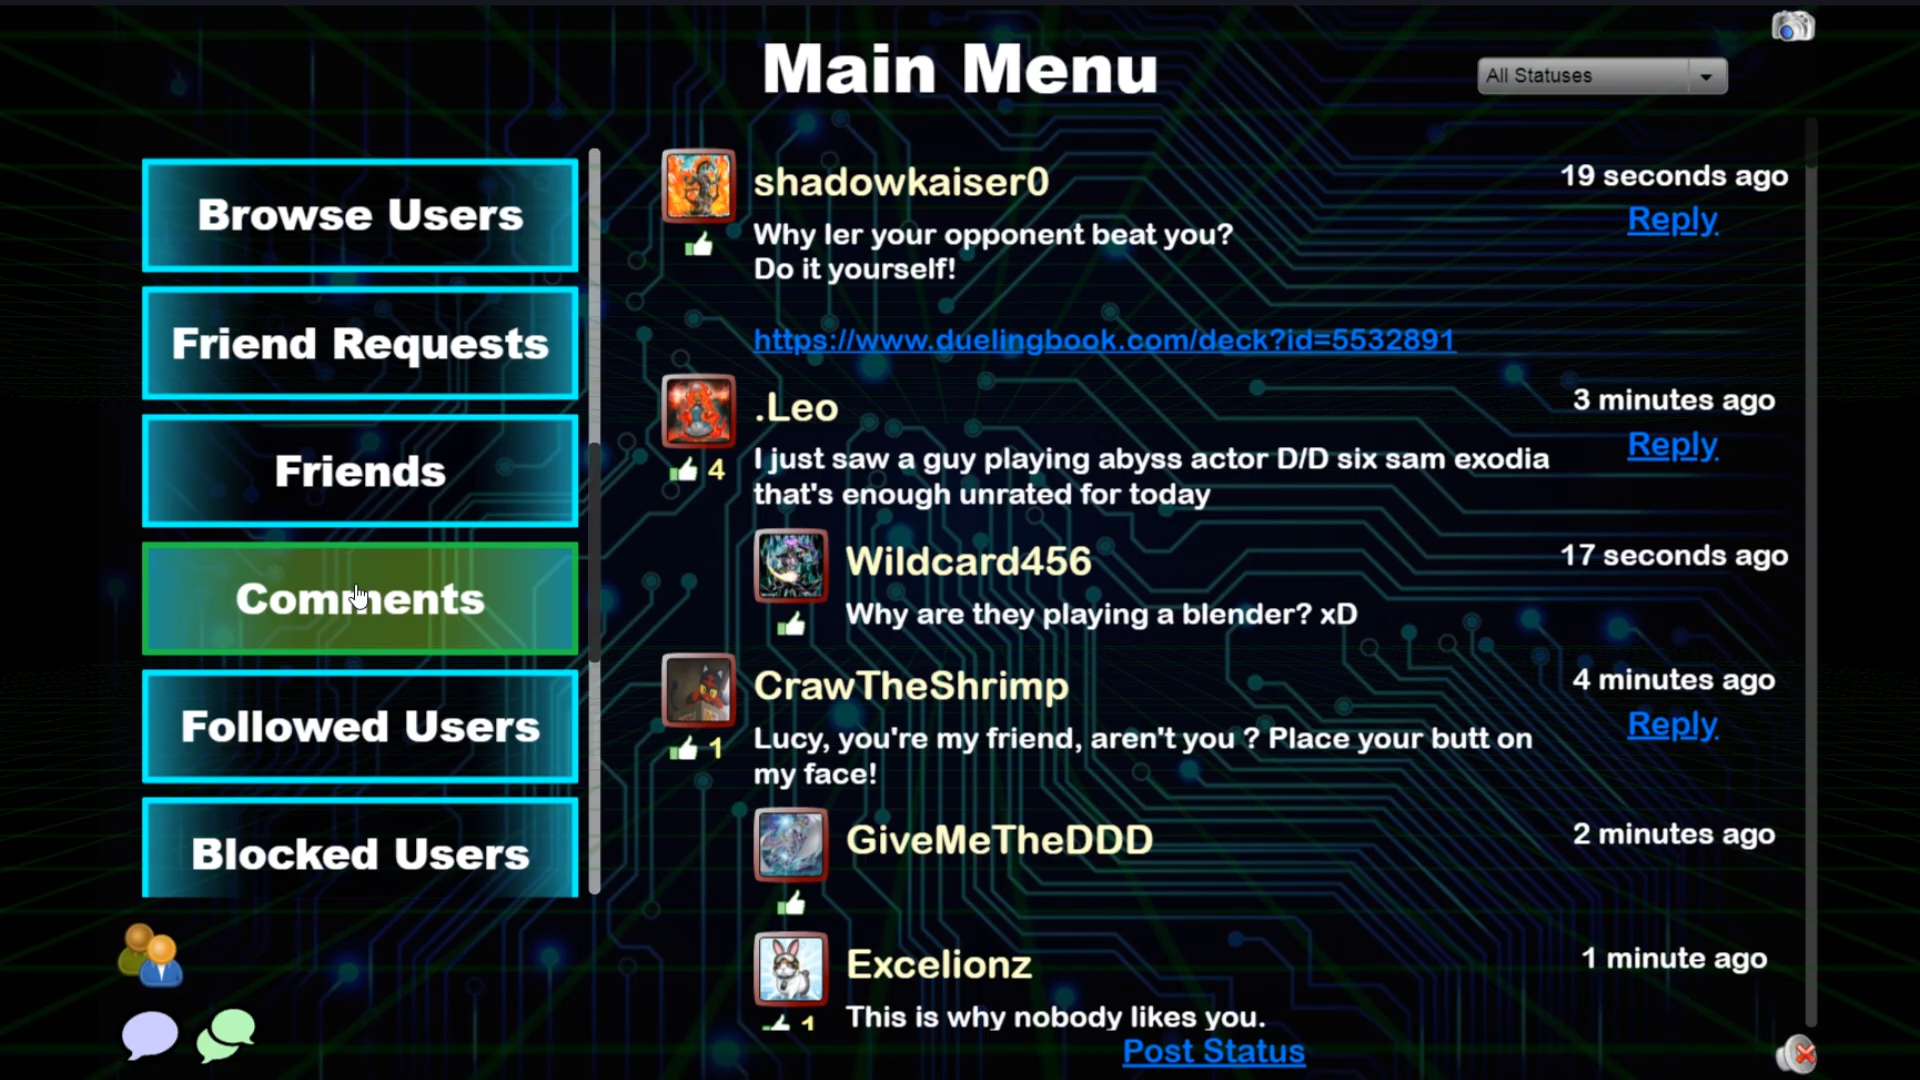 Main Menu
All Statuses
Browse Users
Friend Requests
Friends
Comments
Followed Users
Blocked Users
shadowkaiser0
19 seconds ago
Reply
Why ler your opponent beat you?
Do it yourself!
https://www.duelingbook.com/deck?id=5532891
.Leo
3 minutes ago
Reply
4
I just saw a guy playing abyss actor D/D six sam exodia
that's enough unrated for today
Wildcard456
17 seconds ago
Why are they playing a blender? xD
CrawTheShrimp
4 minutes ago
Reply
1
Lucy, you're my friend, aren't you ? Place your butt on
my face!
GiveMeTheDDD
2 minutes ago
Excelionz
1 minute ago
1
This is why nobody likes you.
Post Status